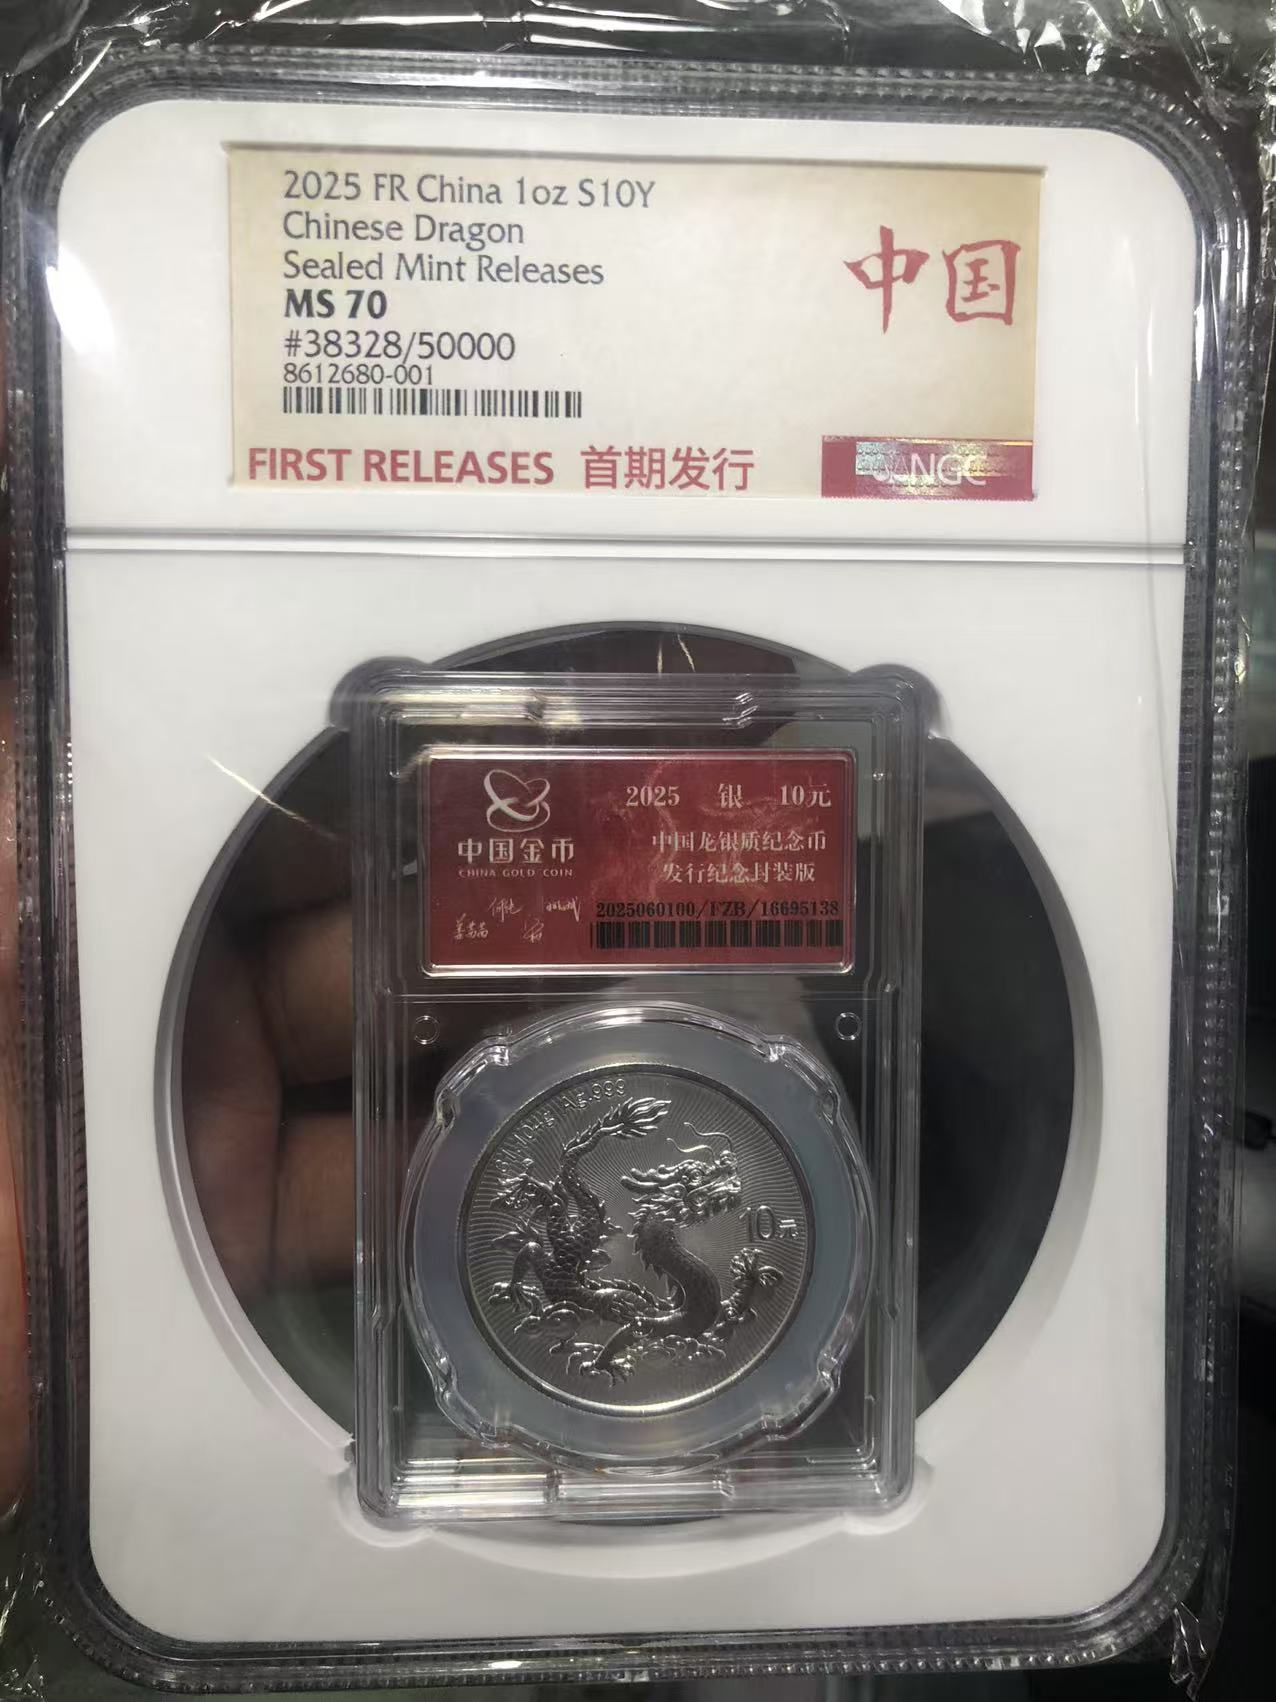 2025 FR China 1oz S10Y
Chinese Dragon
Sealed Mint Releases
MS 70
#38328/50000
8612680-001
中国
FIRST RELEASES 首期发行
NGC
中国金币
CHINA GOLD COIN
2025 银 10元
中国龙银质纪念币
发行纪念封装版
2025060100/FZB/16695138
Ag.999
10元